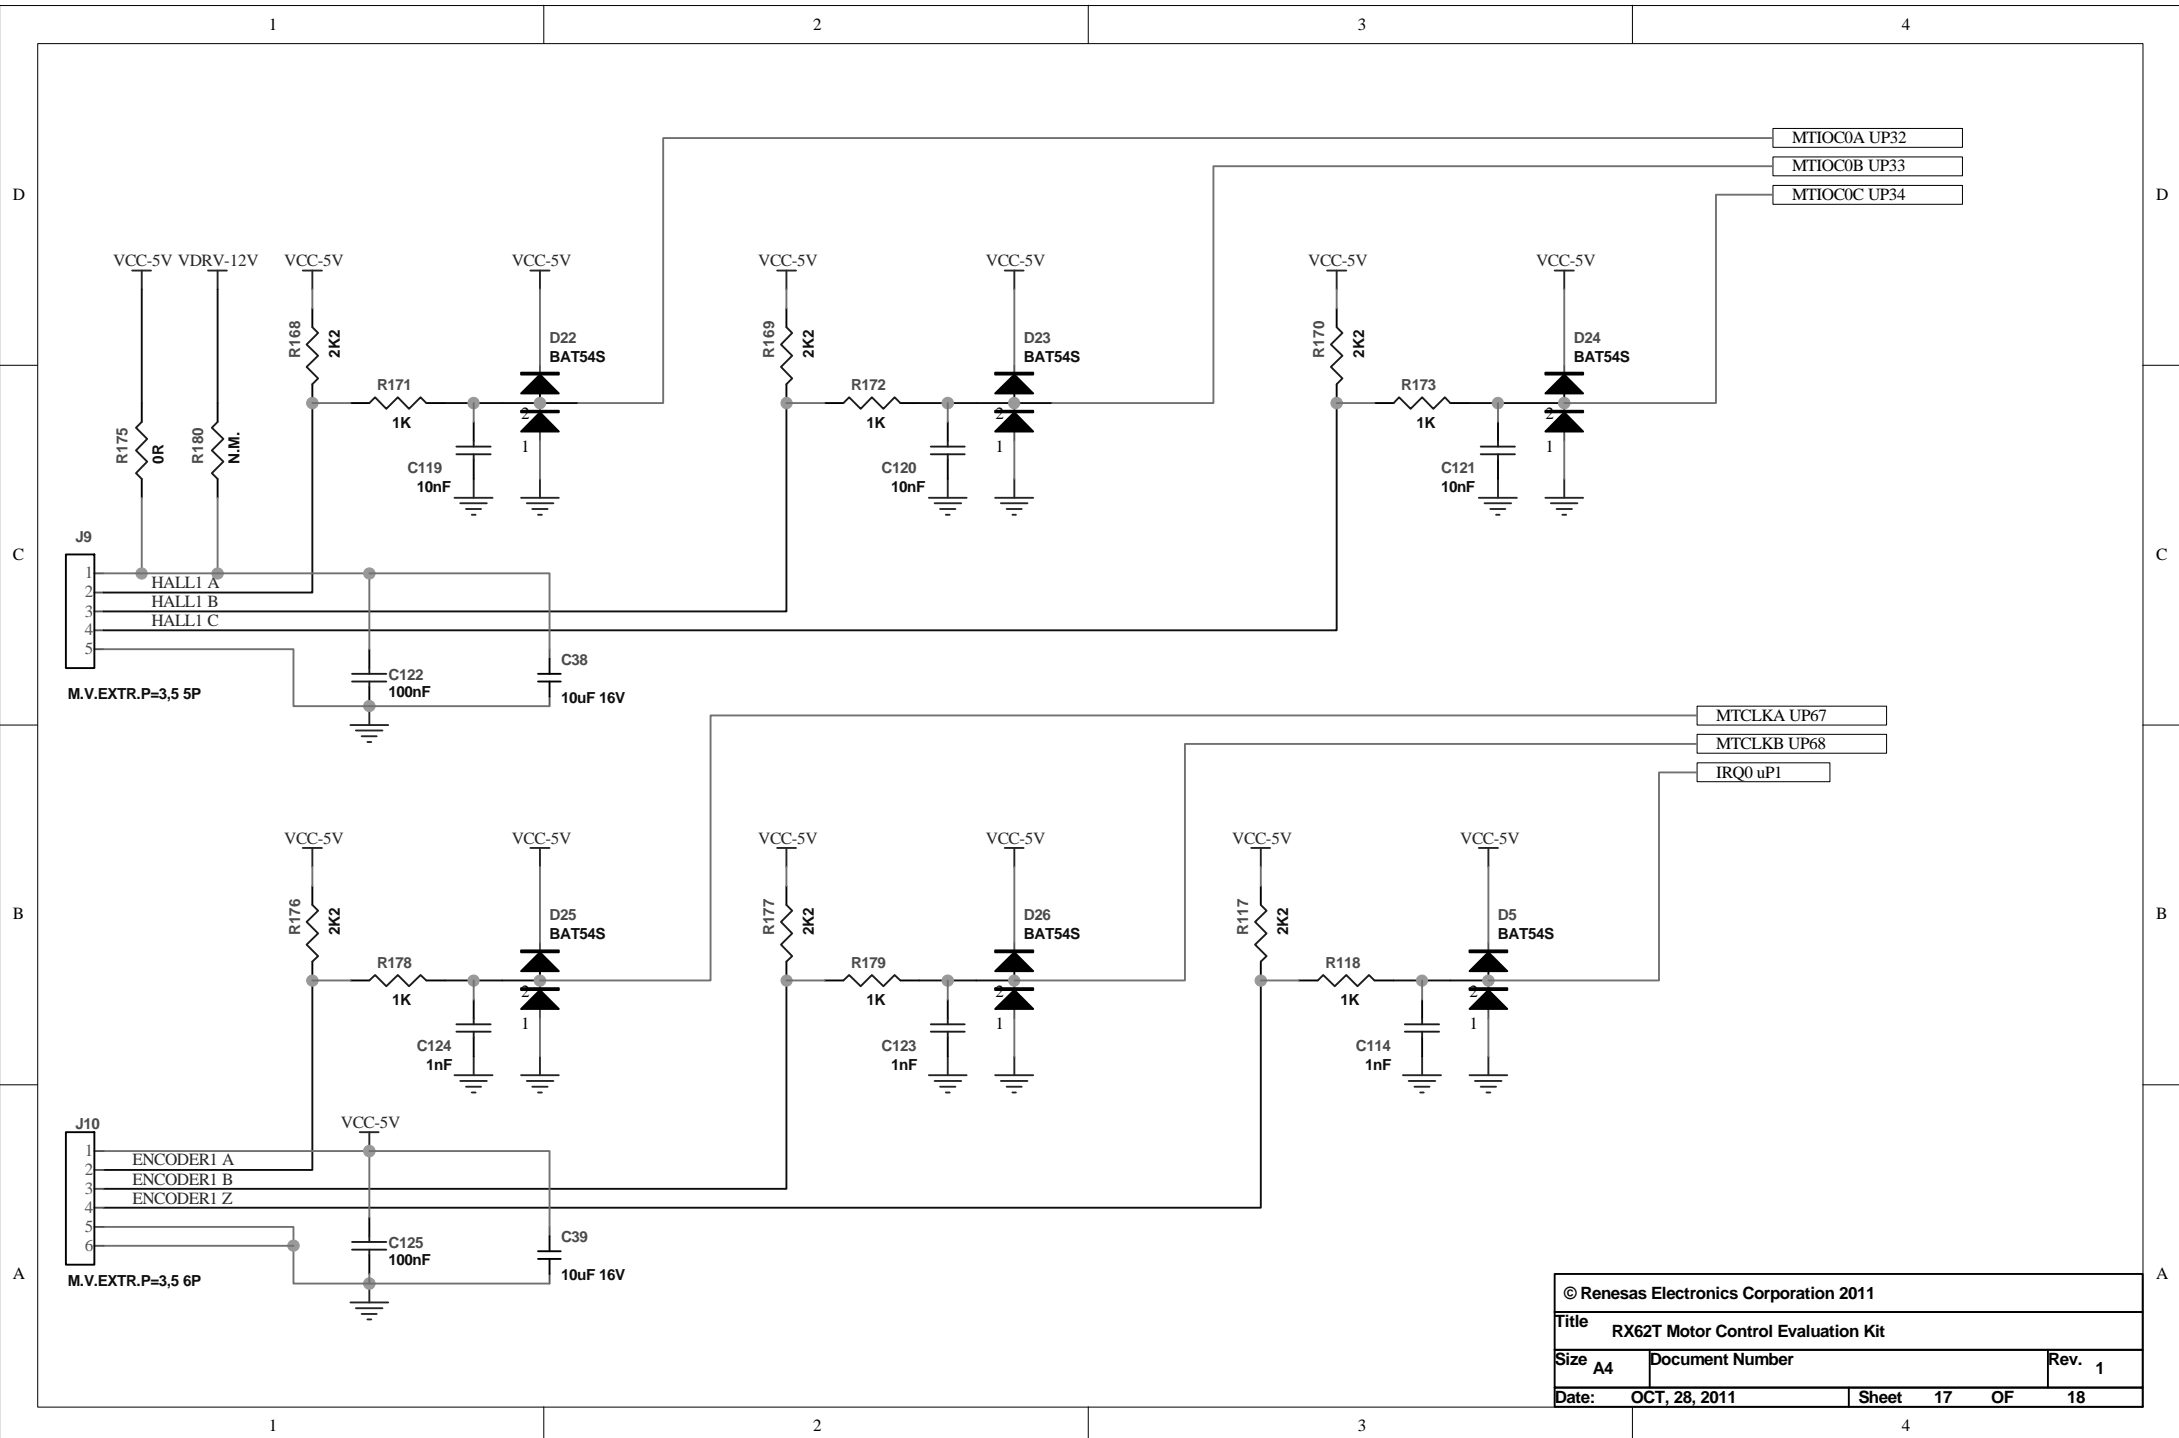 1 2 3 4
D D
MTIOC0A UP32
MTIOC0B UP33
MTIOC0C UP34
VCC-5V VDRV-12V VCC-5V VCC-5V VCC-5V VCC-5V VCC-5V VCC-5V
R168 2K2
D22
BAT54S
R169 2K2
D23
BAT54S
R170 2K2
D24
BAT54S
R171
1K
R172
1K
R173
1K
2
1
2
1
2
1
R175 0R
R180 N.M.
C119
10nF
C120
10nF
C121
10nF
C C
J9
1
2 HALL1 A
3 HALL1 B
4 HALL1 C
5
M.V.EXTR.P=3,5 5P
C122
100nF
C38
10uF 16V
MTCLKA UP67
MTCLKB UP68
IRQ0 uP1
VCC-5V VCC-5V VCC-5V VCC-5V VCC-5V VCC-5V
B B
R176 2K2
D25
BAT54S
R177 2K2
D26
BAT54S
R117 2K2
D5
BAT54S
R178
1K
R179
1K
R118
1K
2
1
2
1
2
1
C124
1nF
C123
1nF
C114
1nF
J10
VCC-5V
1
2 ENCODER1 A
3 ENCODER1 B
4 ENCODER1 Z
5
6
M.V.EXTR.P=3,5 6P
C125
100nF
C39
10uF 16V
A A
© Renesas Electronics Corporation 2011
Title RX62T Motor Control Evaluation Kit
Size A4 Document Number Rev. 1
Date: OCT, 28, 2011 Sheet 17 OF 18
1 2 3 4